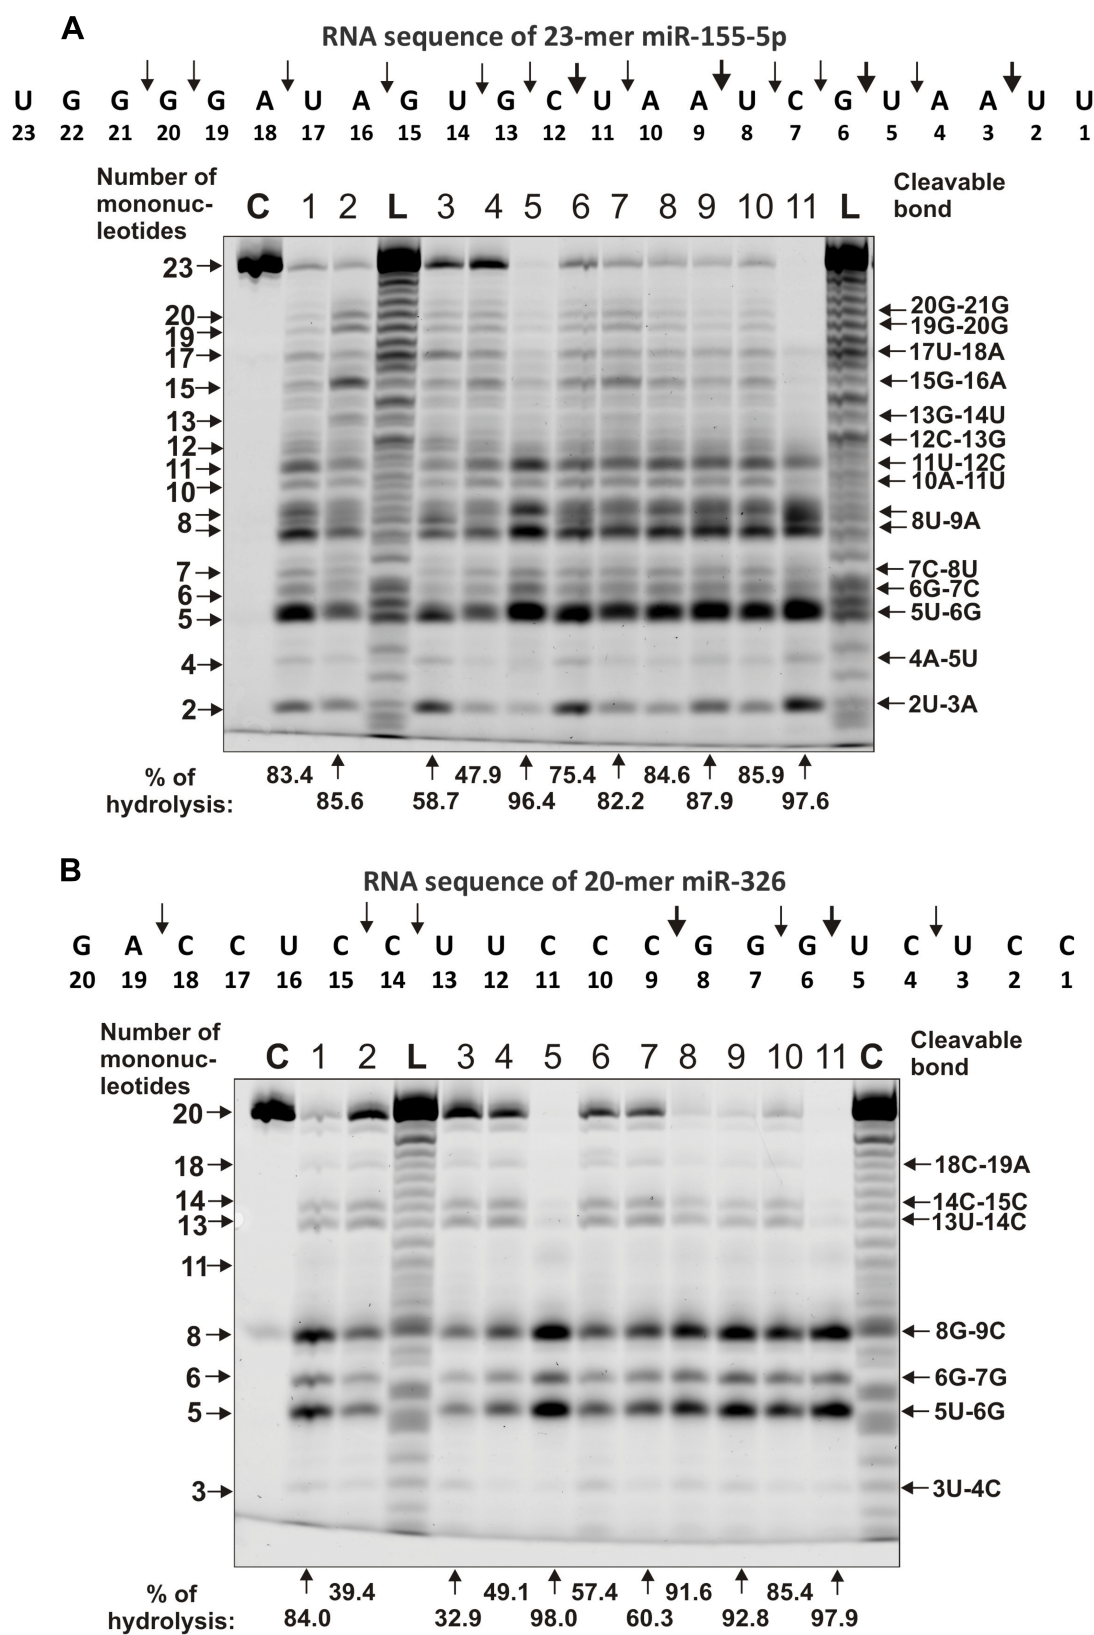 A
RNA sequence of 23-mer miR-155-5p
U G G G G A U A G U G C U A A U C G U A A U U
23 22 21 20 19 18 17 16 15 14 13 12 11 10 9 8 7 6 5 4 3 2 1
Number of
mononuc-
leotides
C 1 2 L 3 4 5 6 7 8 9 10 11 L
Cleavable
bond
23
20
19
17
15
13
12
11
10
8
7
6
5
4
2
20G-21G
19G-20G
17U-18A
15G-16A
13G-14U
12C-13G
11U-12C
10A-11U
8U-9A
7C-8U
6G-7C
5U-6G
4A-5U
2U-3A
% of
hydrolysis:
83.4 47.9 75.4 84.6 85.9
85.6 58.7 96.4 82.2 87.9 97.6
B
RNA sequence of 20-mer miR-326
G A C C U C C U U C C C G G G U C U C C
20 19 18 17 16 15 14 13 12 11 10 9 8 7 6 5 4 3 2 1
Number of
mononuc-
leotides
C 1 2 L 3 4 5 6 7 8 9 10 11 C
Cleavable
bond
20
18
14
13
11
8
6
5
3
18C-19A
14C-15C
13U-14C
8G-9C
6G-7G
5U-6G
3U-4C
% of
hydrolysis:
39.4 49.1 57.4 91.6 85.4
84.0 32.9 98.0 60.3 92.8 97.9